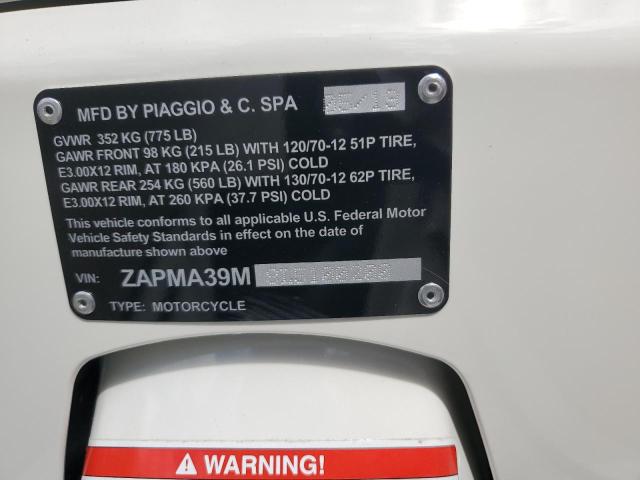 MFD BY PIAGGIO & C. SPA
GVWR 352 KG (775 LB)
GAWR FRONT 98 KG (215 LB) WITH 120/70-12 51P TIRE,
E3.00X12 RIM, AT 180 KPA (26.1 PSI) COLD
GAWR REAR 254 KG (560 LB) WITH 130/70-12 62P TIRE,
E3.00X12 RIM, AT 260 KPA (37.7 PSI) COLD
This vehicle conforms to all applicable U.S. Federal Motor
Vehicle Safety Standards in effect on the date of
manufacture shown above
VIN: ZAPMA39M
TYPE: MOTORCYCLE
WARNING!